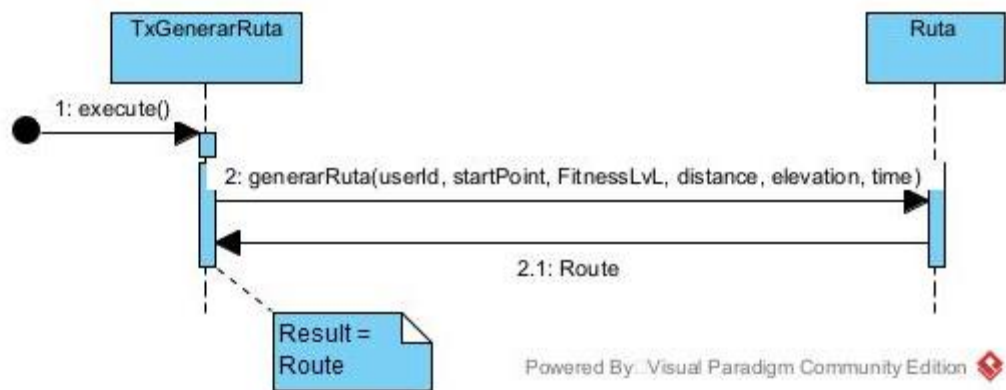 TxGenerarRuta
Ruta
1: execute()
2: generarRuta(userId, startPoint, FitnessLvL, distance, elevation, time)
2.1: Route
Result =
Route
Powered By: Visual Paradigm Community Edition